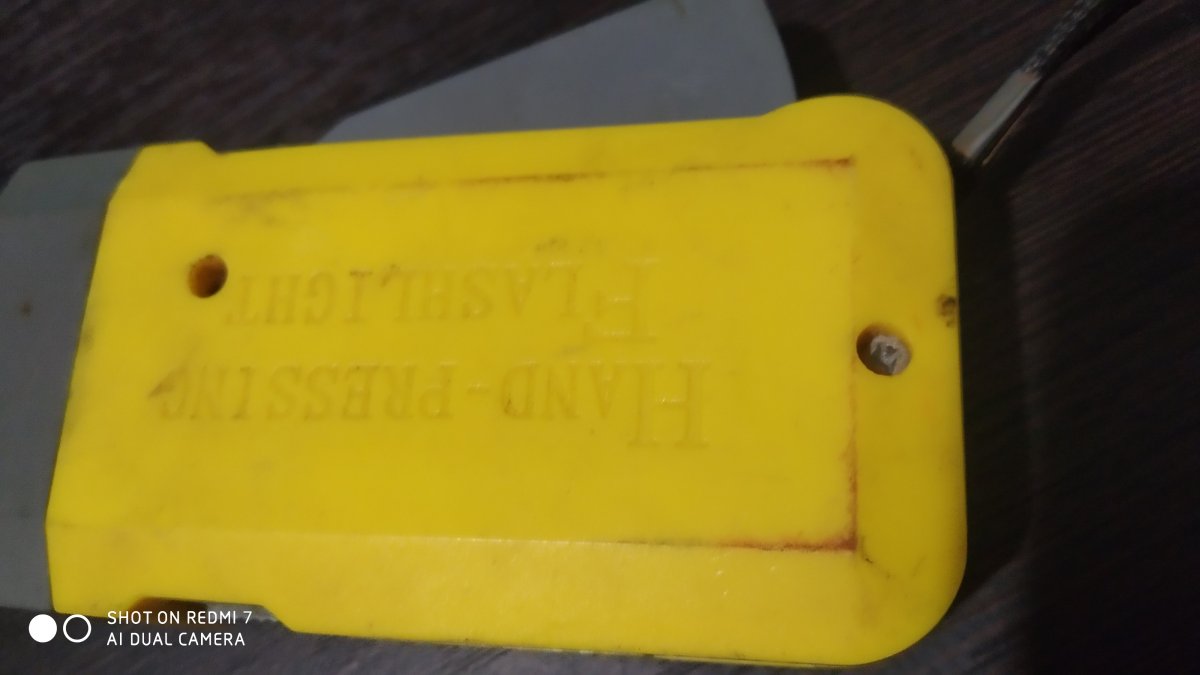 HAND-PRESSING
FLASHLIGHT
SHOT ON REDMI 7
AI DUAL CAMERA